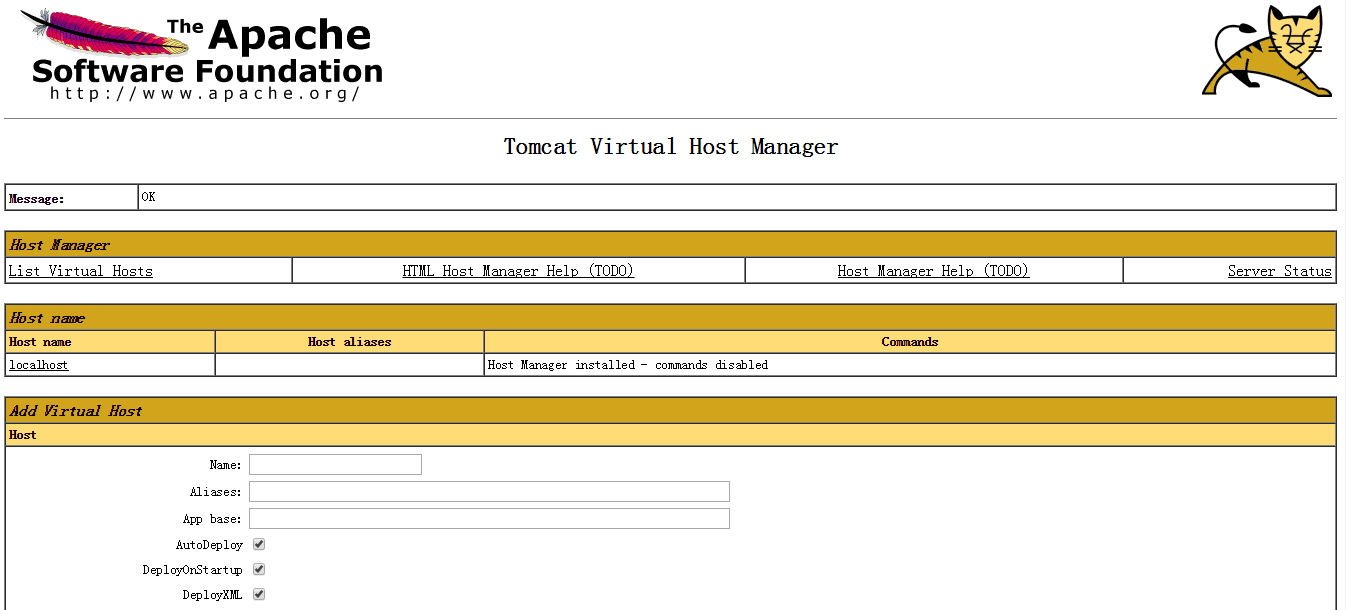 The Apache
Software Foundation
http://www.apache.org/
Tomcat Virtual Host Manager
Message: OK
Host Manager
List Virtual Hosts HTML Host Manager Help (TODO) Host Manager Help (TODO) Server Status
Host name
Host name Host aliases Commands
localhost Host Manager installed - commands disabled
Add Virtual Host
Host
Name:
Aliases:
App base:
AutoDeploy
DeployOnStartup
DeployXML